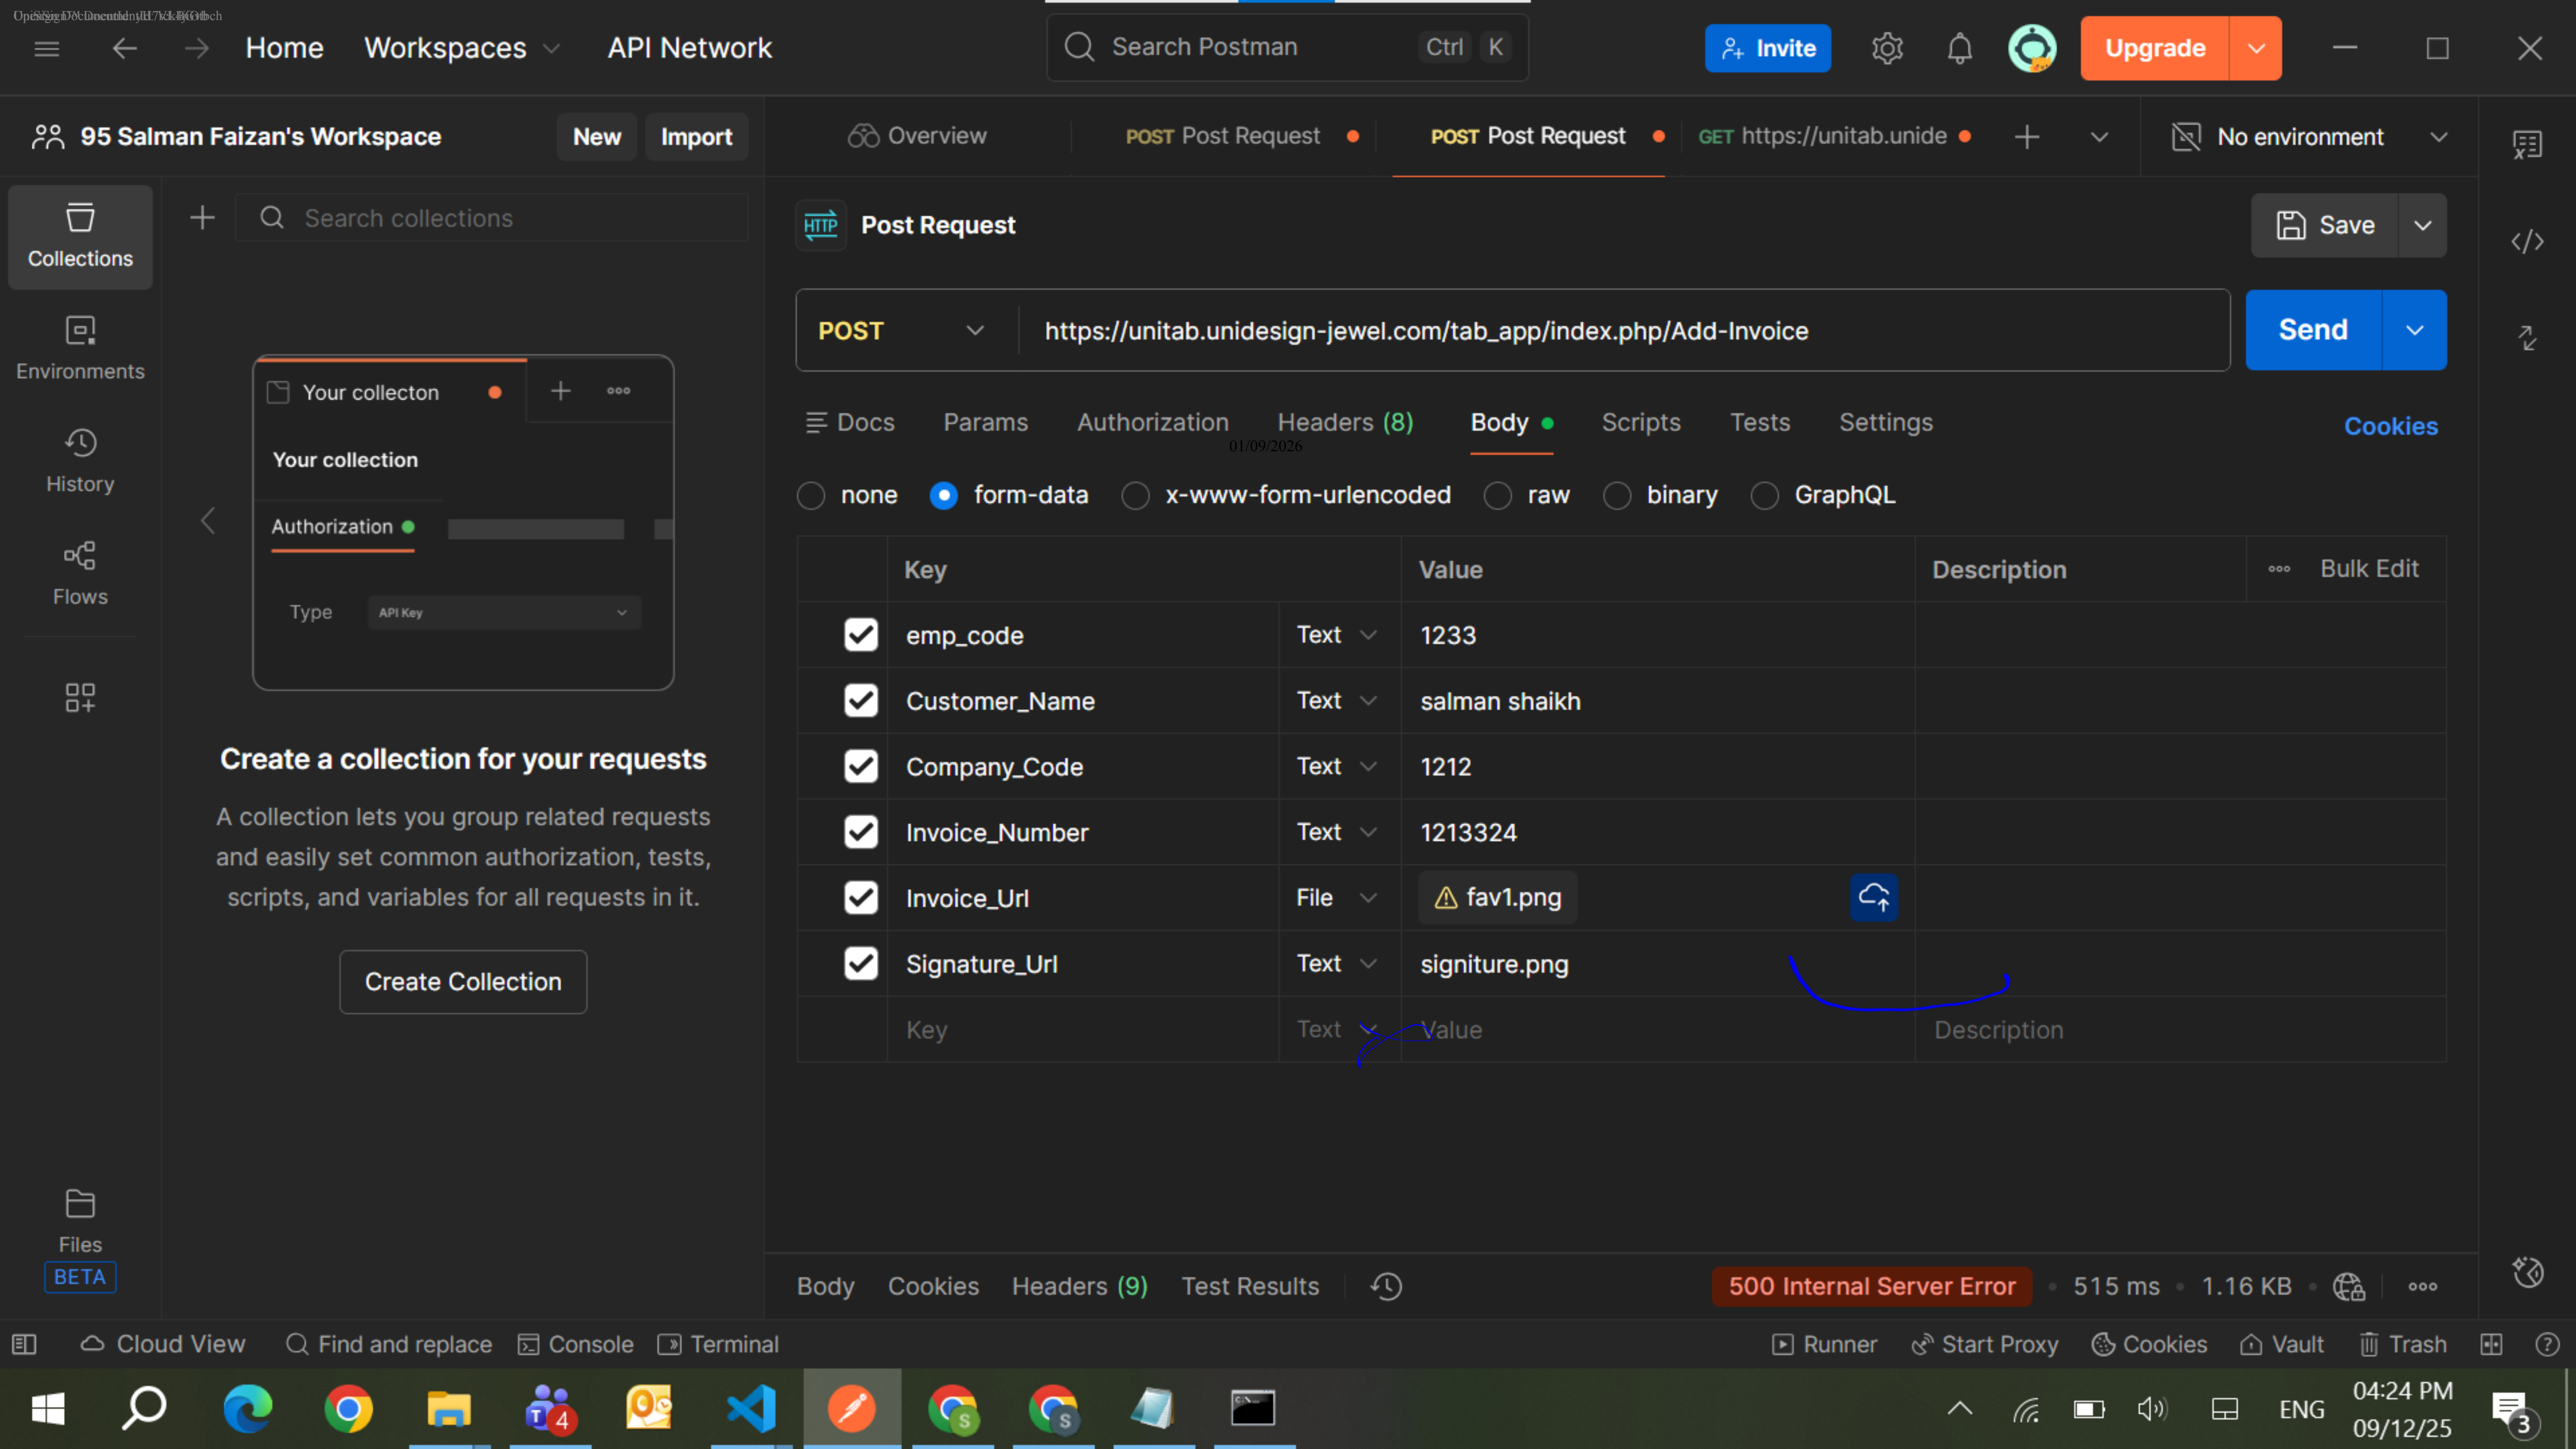 Home
Workspaces
API Network
Search Postman
Ctrl
K
Invite
Upgrade
95 Salman Faizan's Workspace
New
Import
Overview
POST Post Request
POST Post Request
GET https://unitab.unide
No environment
Collections
Search collections
HTTP
Post Request
Save
Environments
Your collecton
POST
https://unitab.unidesign-jewel.com/tab_app/index.php/Add-Invoice
Send
Docs
Params
Authorization
Headers (8)
Body
Scripts
Tests
Settings
Cookies
01/09/2026
History
Your collection
none
form-data
x-www-form-urlencoded
raw
binary
GraphQL
Authorization
Flows
Type
API Key
Key
Value
Description
Bulk Edit
emp_code
Text
1233
Customer_Name
Text
salman shaikh
Company_Code
Text
1212
Invoice_Number
Text
1213324
Invoice_Url
File
fav1.png
Signature_Url
Text
signiture.png
Key
Text
Value
Description
Create a collection for your requests
A collection lets you group related requests
and easily set common authorization, tests,
scripts, and variables for all requests in it.
Create Collection
Files
BETA
Body
Cookies
Headers (9)
Test Results
500 Internal Server Error
515 ms
1.16 KB
Cloud View
Find and replace
Console
Terminal
Runner
Start Proxy
Cookies
Vault
Trash
4
S
S
ENG
04:24 PM
09/12/25
3